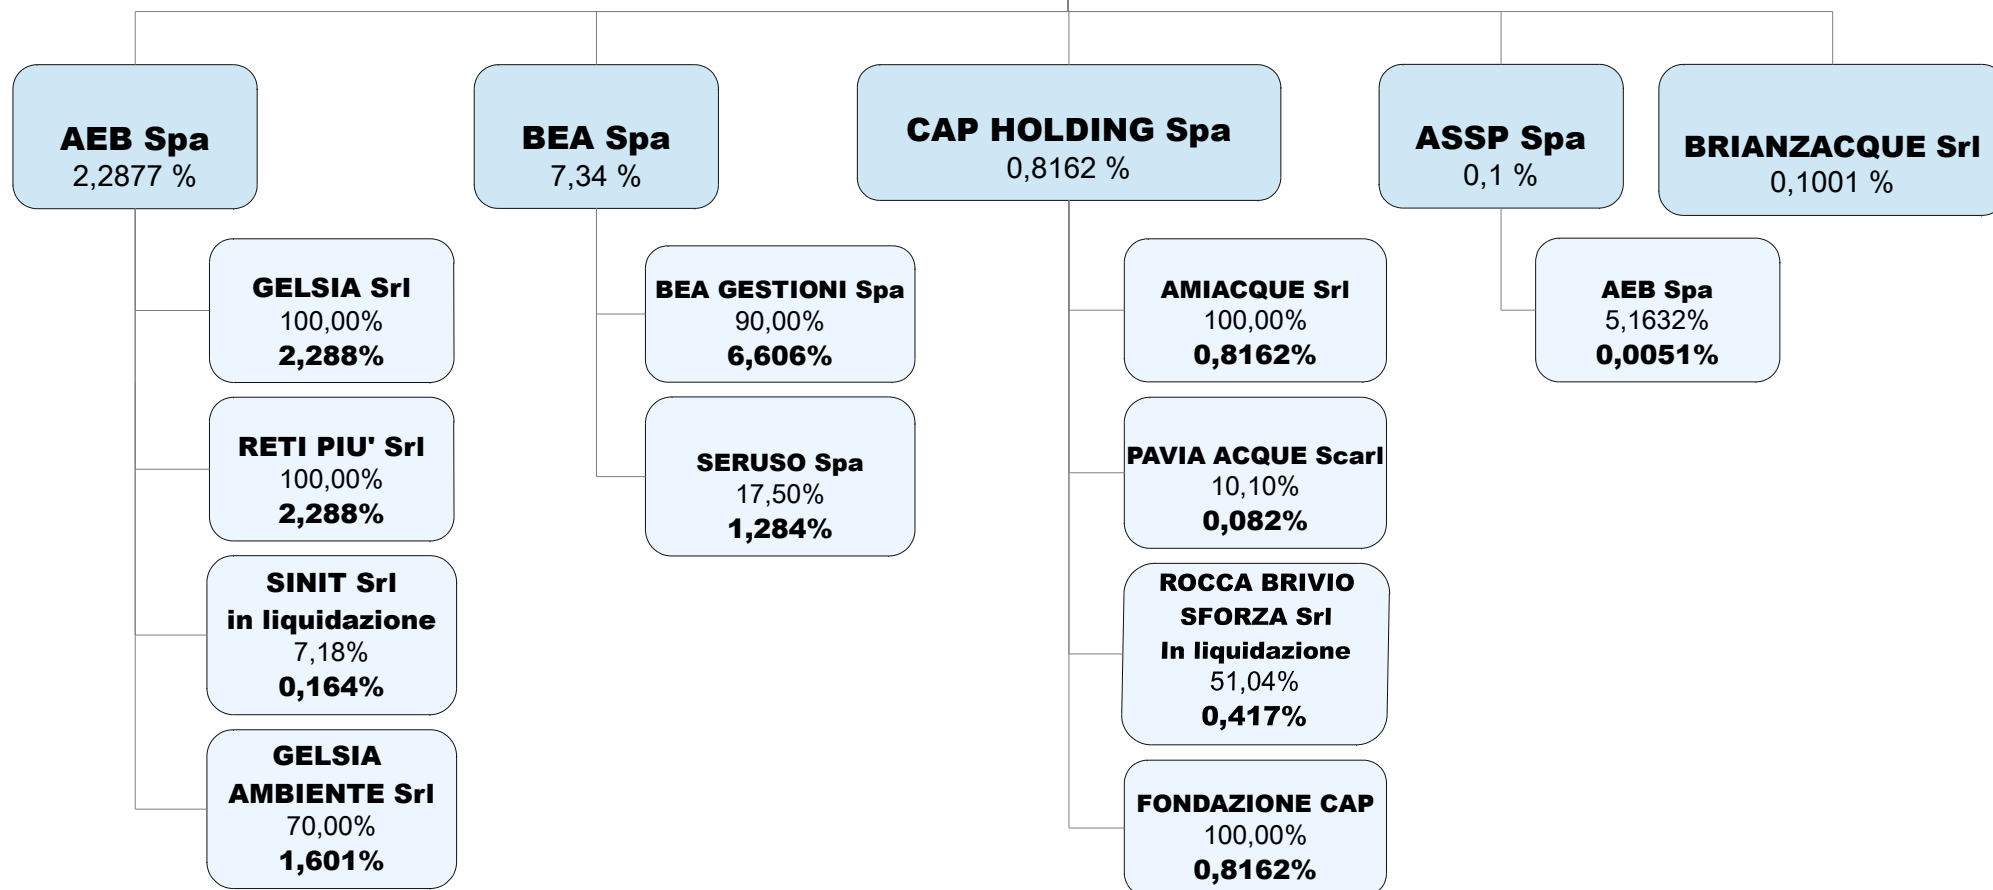 AEB Spa
2,2877 %
BEA Spa
7,34 %
CAP HOLDING Spa
0,8162 %
ASSP Spa
0,1 %
BRIANZACQUE Srl
0,1001 %
GELSIA Srl
100,00%
2,288%
RETI PIU' Srl
100,00%
2,288%
SINIT Srl
in liquidazione
7,18%
0,164%
GELSIA
AMBIENTE Srl
70,00%
1,601%
BEA GESTIONI Spa
90,00%
6,606%
SERUSO Spa
17,50%
1,284%
AMIACQUE Srl
100,00%
0,8162%
PAVIA ACQUE Scarl
10,10%
0,082%
ROCCA BRIVIO
SFORZA Srl
In liquidazione
51,04%
0,417%
FONDAZIONE CAP
100,00%
0,8162%
AEB Spa
5,1632%
0,0051%